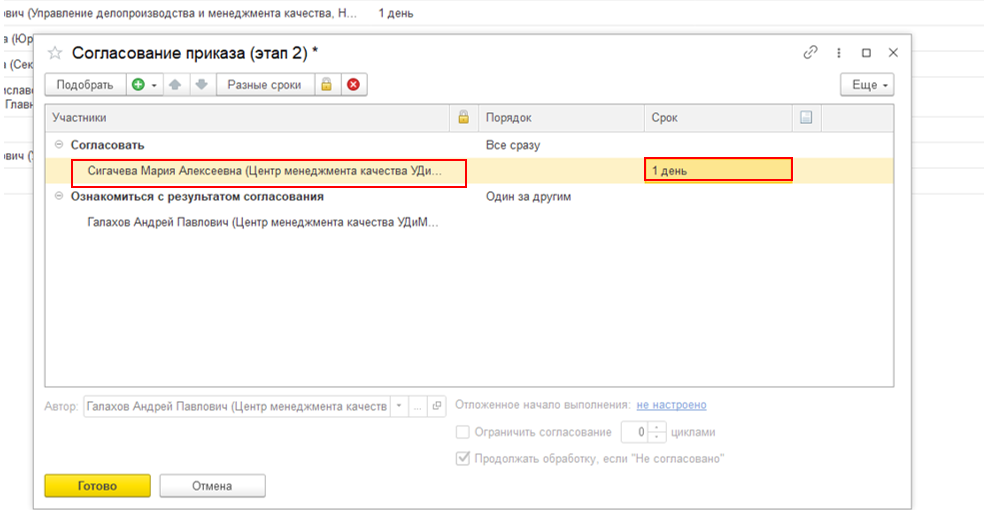 ович (Управление делопроизводства и менеджмента качества, Н... 1 день
а (Юр
Согласование приказа (этап 2) *
а (Сек
Подобрать Разные сроки Еще
иславо
Главн
Участники Порядок Срок
Согласовать Все сразу
ович (У
Сигачева Мария Алексеевна (Центр менеджмента качества УДи... 1 день
Ознакомиться с результатом согласования Один за другим
Галахов Андрей Павлович (Центр менеджмента качества УДиМ...
Автор: Галахов Андрей Павлович (Центр менеджмента качеств ... Отложенное начало выполнения: не настроено
Ограничить согласование 0 циклами
Продолжать обработку, если "Не согласовано"
Готово Отмена